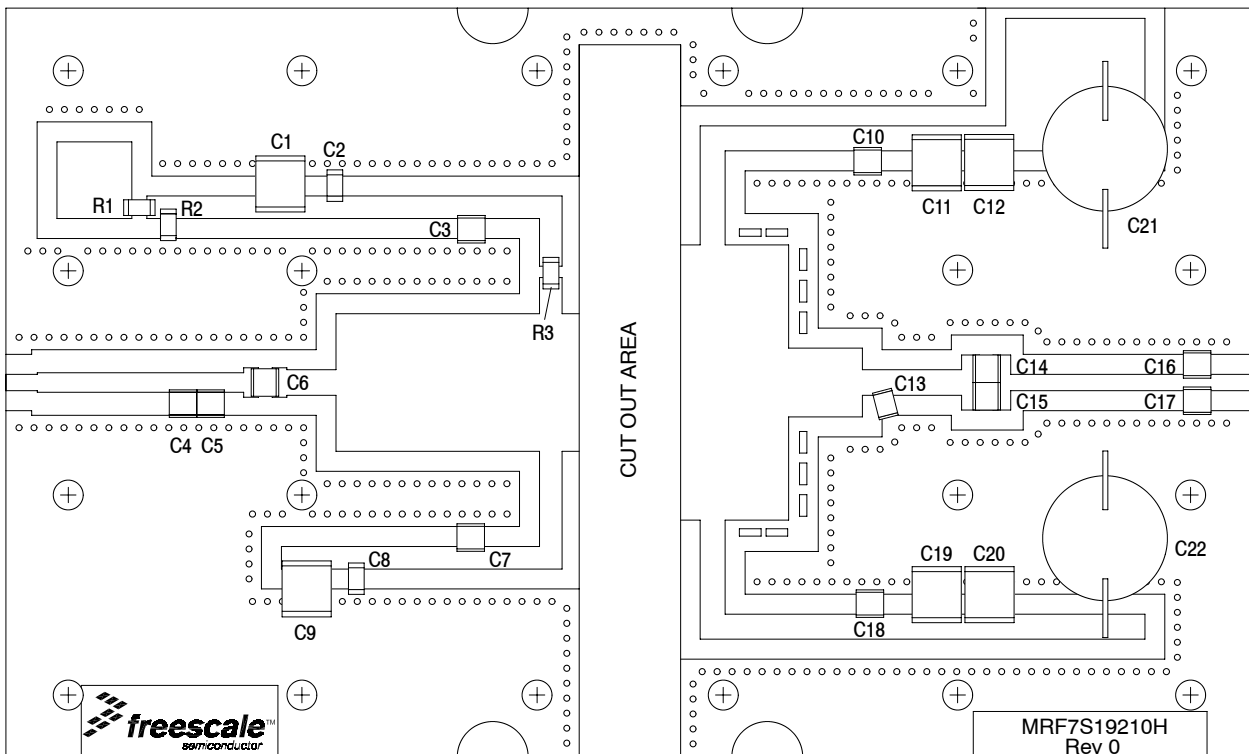 C1
C2
C10
R1
R2
C3
C11
C12
C21
R3
CUT OUT AREA
C6
C13
C14
C16
C15
C17
C4
C5
C7
C8
C9
C19
C20
C22
C18
freescale™
semiconductor
MRF7S19210H
Rev 0